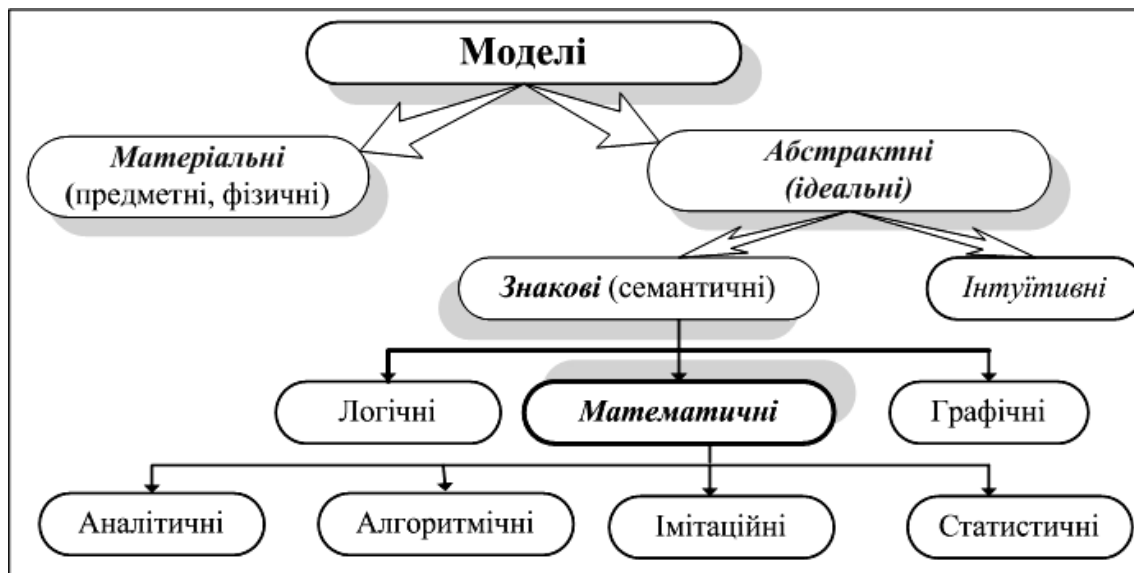 Моделі
Матеріальні
(предметні, фізичні)
Абстрактні
(ідеальні)
Знакові (семантичні)
Інтуїтивні
Логічні
Математичні
Графічні
Аналітичні
Алгоритмічні
Імітаційні
Статистичні